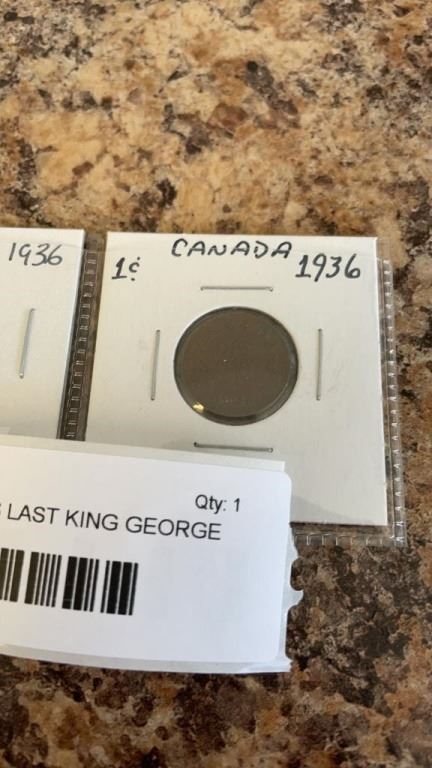 1936
CANADA
1¢ 1936
Qty: 1
LAST KING GEORGE